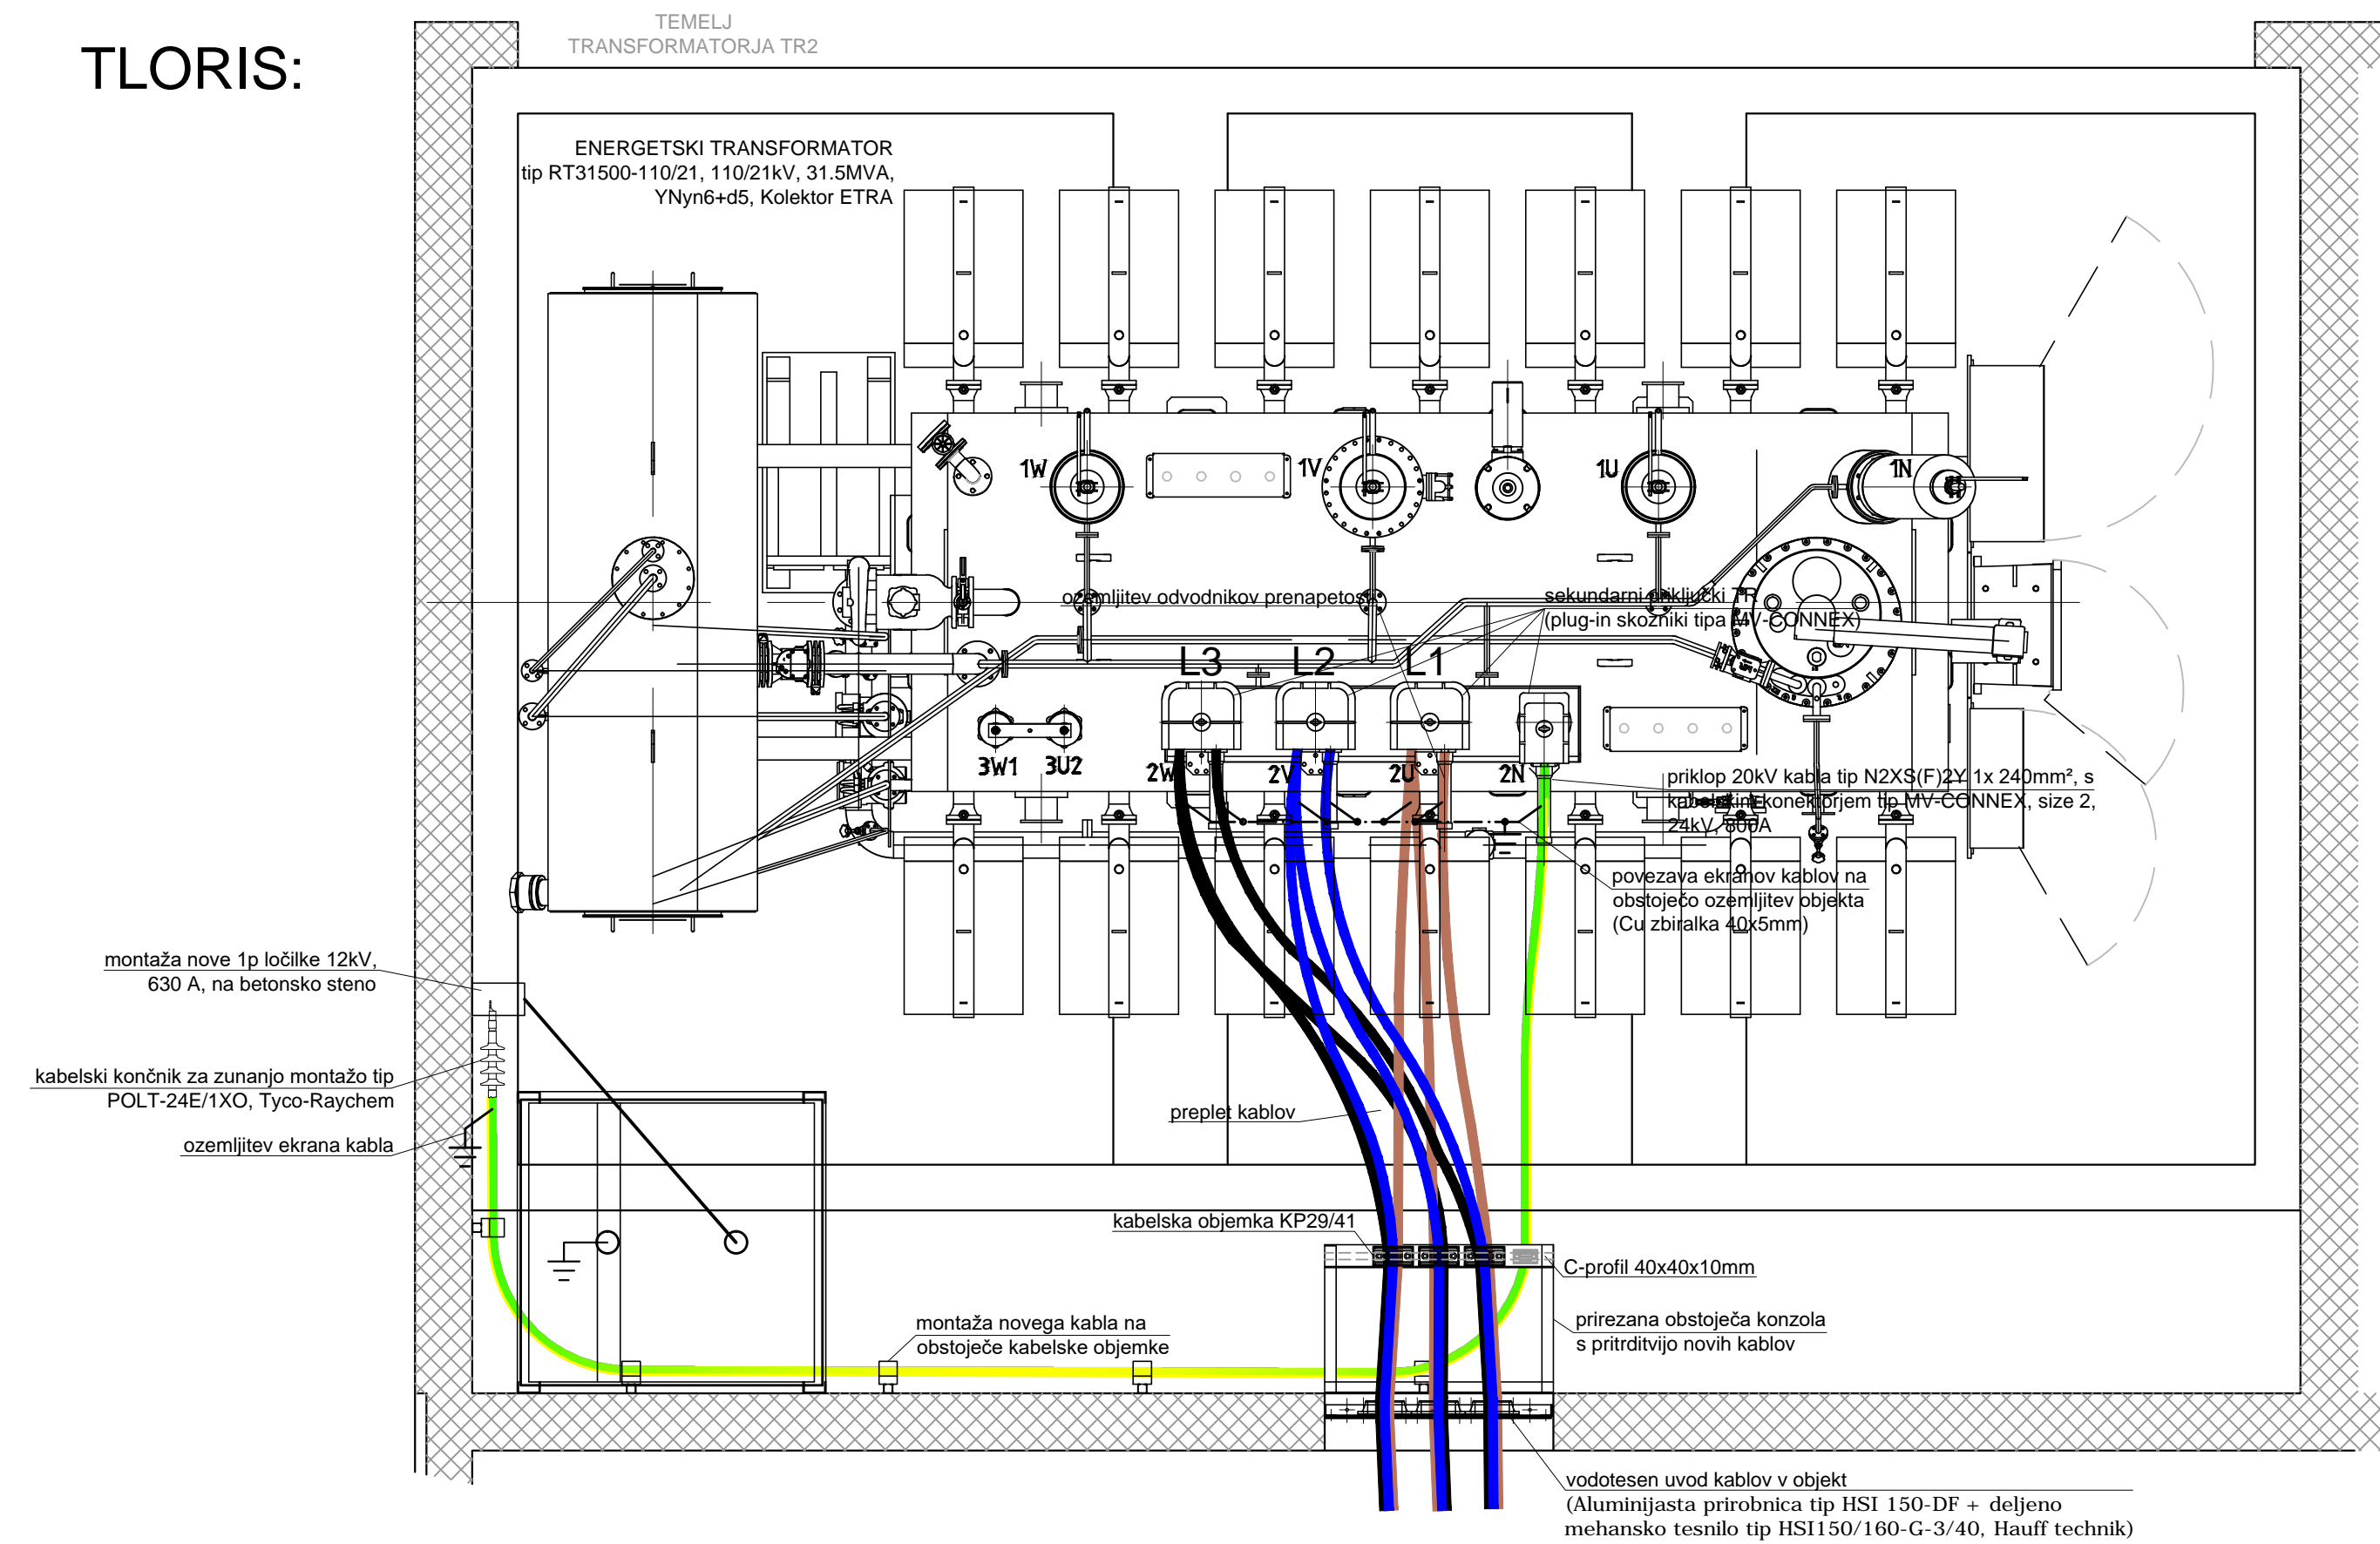 TLORIS:
TEMELJ
TRANSFORMATORJA TR2
ENERGETSKI TRANSFORMATOR
tip RT31500-110/21, 110/21kV, 31.5MVA,
YNyn6+d5, Kolektor ETRA
1W
1V
1U
1N
ozemljitev odvodnikov prenapetosti
sekundarni priključki TR
(plug-in skozniki tipa MV-CONNEX)
L3
L2
L1
3W1
3U2
2W
2V
2U
2N
priklop 20kV kabla tip N2XS(F)2Y 1x 240mm², s
kabelskim konektorjem tip MV-CONNEX, size 2,
24kV, 800A
povezava ekranov kablov na
obstoječo ozemljitev objekta
(Cu zbiralka 40x5mm)
montaža nove 1p ločilke 12kV,
630 A, na betonsko steno
kabelski končnik za zunanjo montažo tip
POLT-24E/1XO, Tyco-Raychem
ozemljitev ekrana kabla
preplet kablov
kabelska objemka KP29/41
C-profil 40x40x10mm
montaža novega kabla na
obstoječe kabelske objemke
prirezana obstoječa konzola
s pritrditvijo novih kablov
vodotesen uvod kablov v objekt
(Aluminijasta prirobnica tip HSI 150-DF + deljeno
mehansko tesnilo tip HSI150/160-G-3/40, Hauff technik)